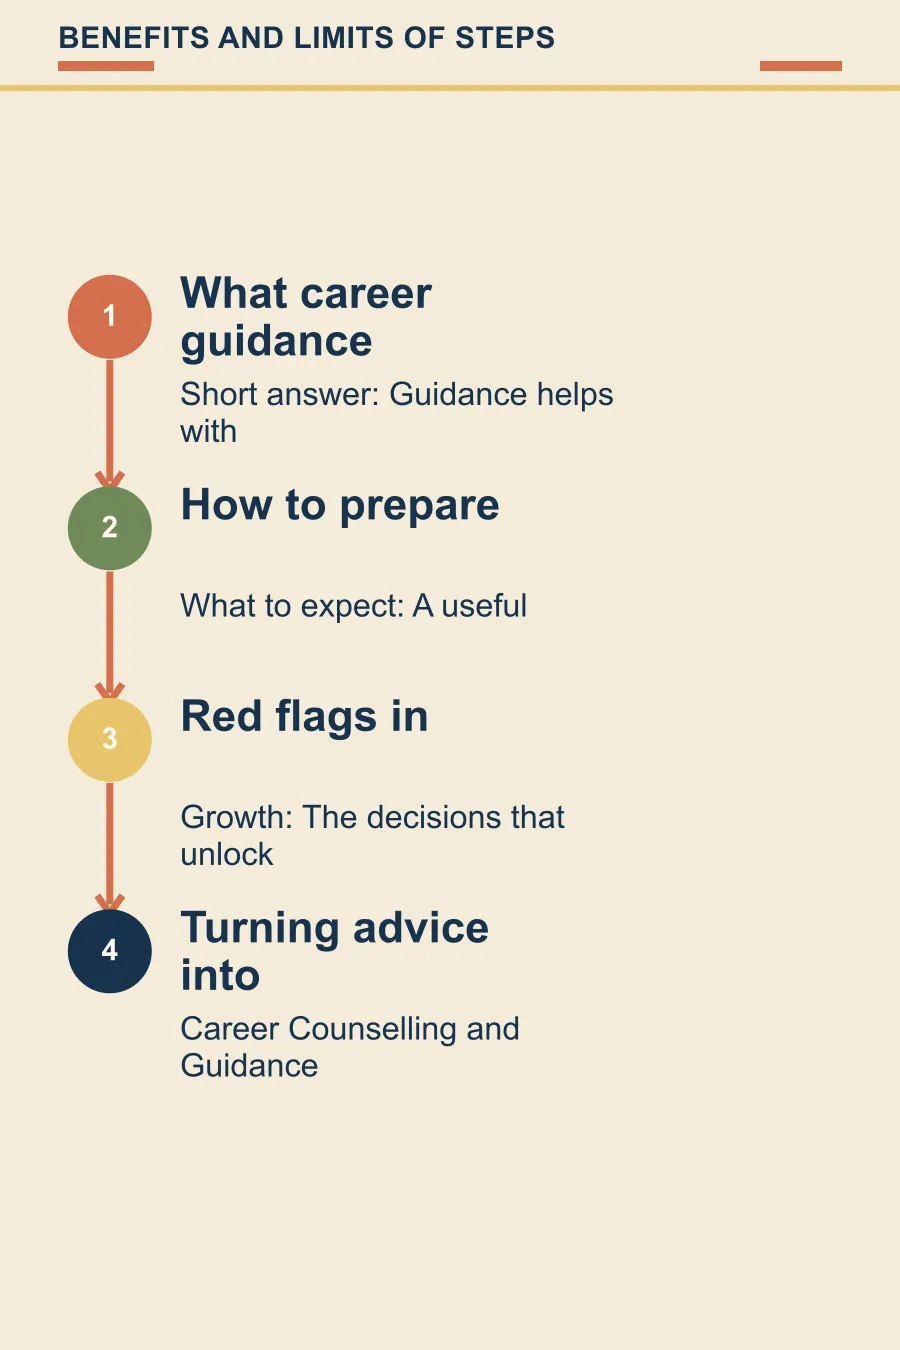 BENEFITS AND LIMITS OF STEPS
1
What career
guidance
Short answer: Guidance helps
with
2
How to prepare
What to expect: A useful
3
Red flags in
Growth: The decisions that
unlock
4
Turning advice
into
Career Counselling and
Guidance